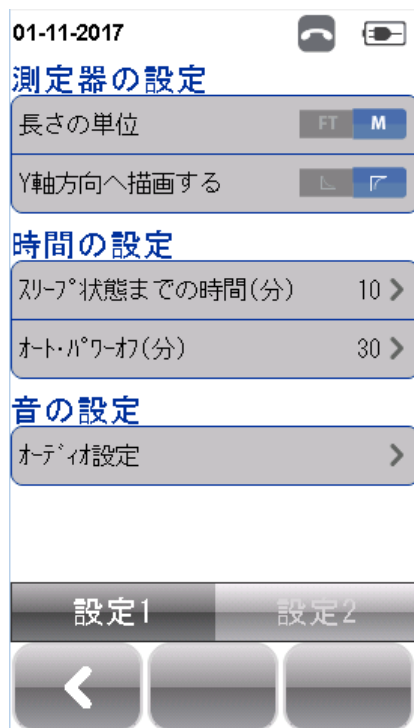 01-11-2017
測定器の設定
長さの単位 FT M
Y軸方向へ描画する
時間の設定
ｽﾘｰﾌﾟ状態までの時間(分) 10
ｵｰﾄ･ﾊﾟﾜｰｵﾌ(分) 30
音の設定
ｵｰﾃﾞｨｵ設定
設定1 設定2